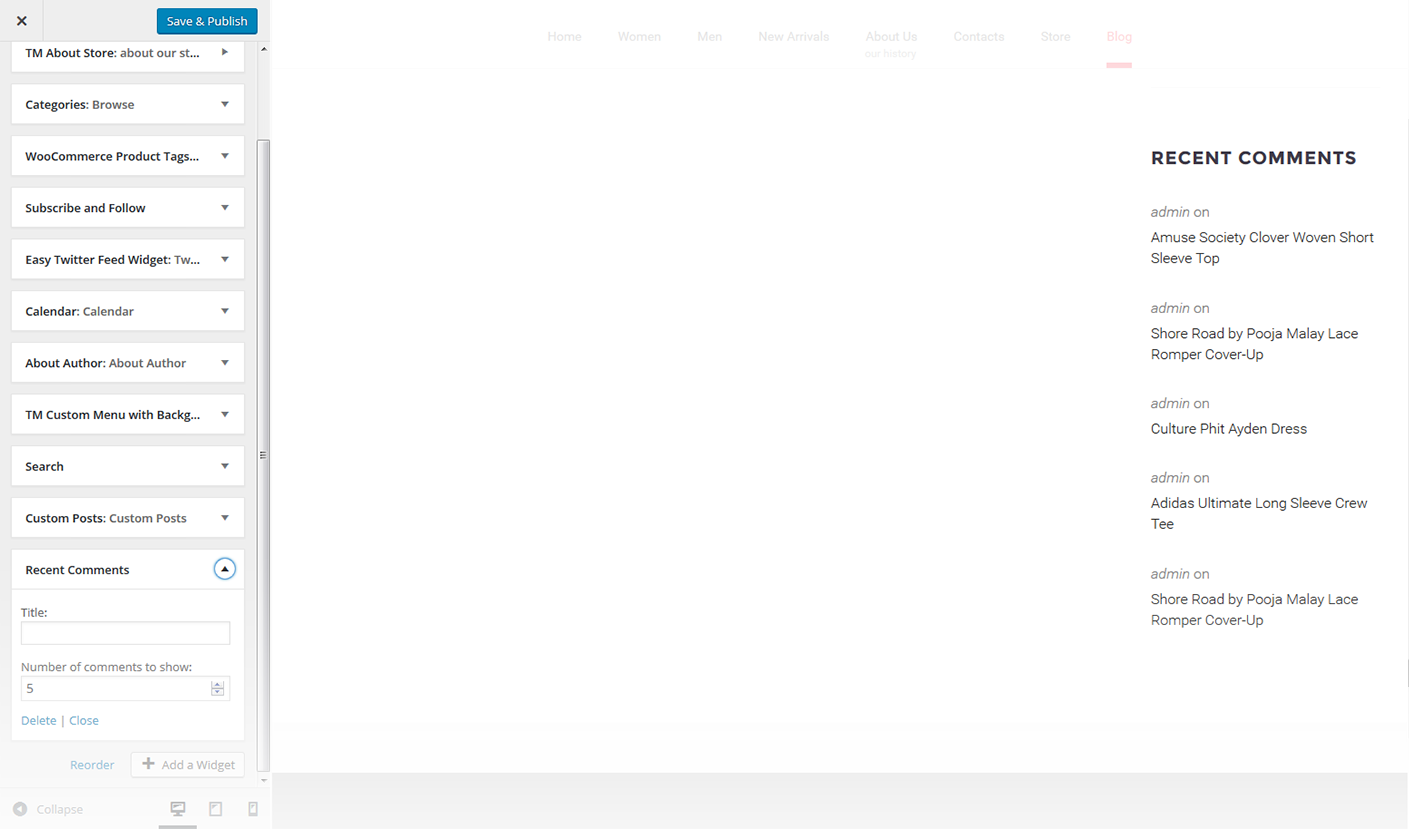 Save & Publish
TM About Store: about our st...
Categories: Browse
WooCommerce Product Tags...
Subscribe and Follow
Easy Twitter Feed Widget: Tw...
Calendar: Calendar
About Author: About Author
TM Custom Menu with Backg...
Search
Custom Posts: Custom Posts
Recent Comments
Title:
Number of comments to show:
5
Delete | Close
Reorder
Add a Widget
Collapse
Home
Women
Men
New Arrivals
About Us
our history
Contacts
Store
Blog
RECENT COMMENTS
admin on
Amuse Society Clover Woven Short
Sleeve Top
admin on
Shore Road by Pooja Malay Lace
Romper Cover-Up
admin on
Culture Phit Ayden Dress
admin on
Adidas Ultimate Long Sleeve Crew
Tee
admin on
Shore Road by Pooja Malay Lace
Romper Cover-Up